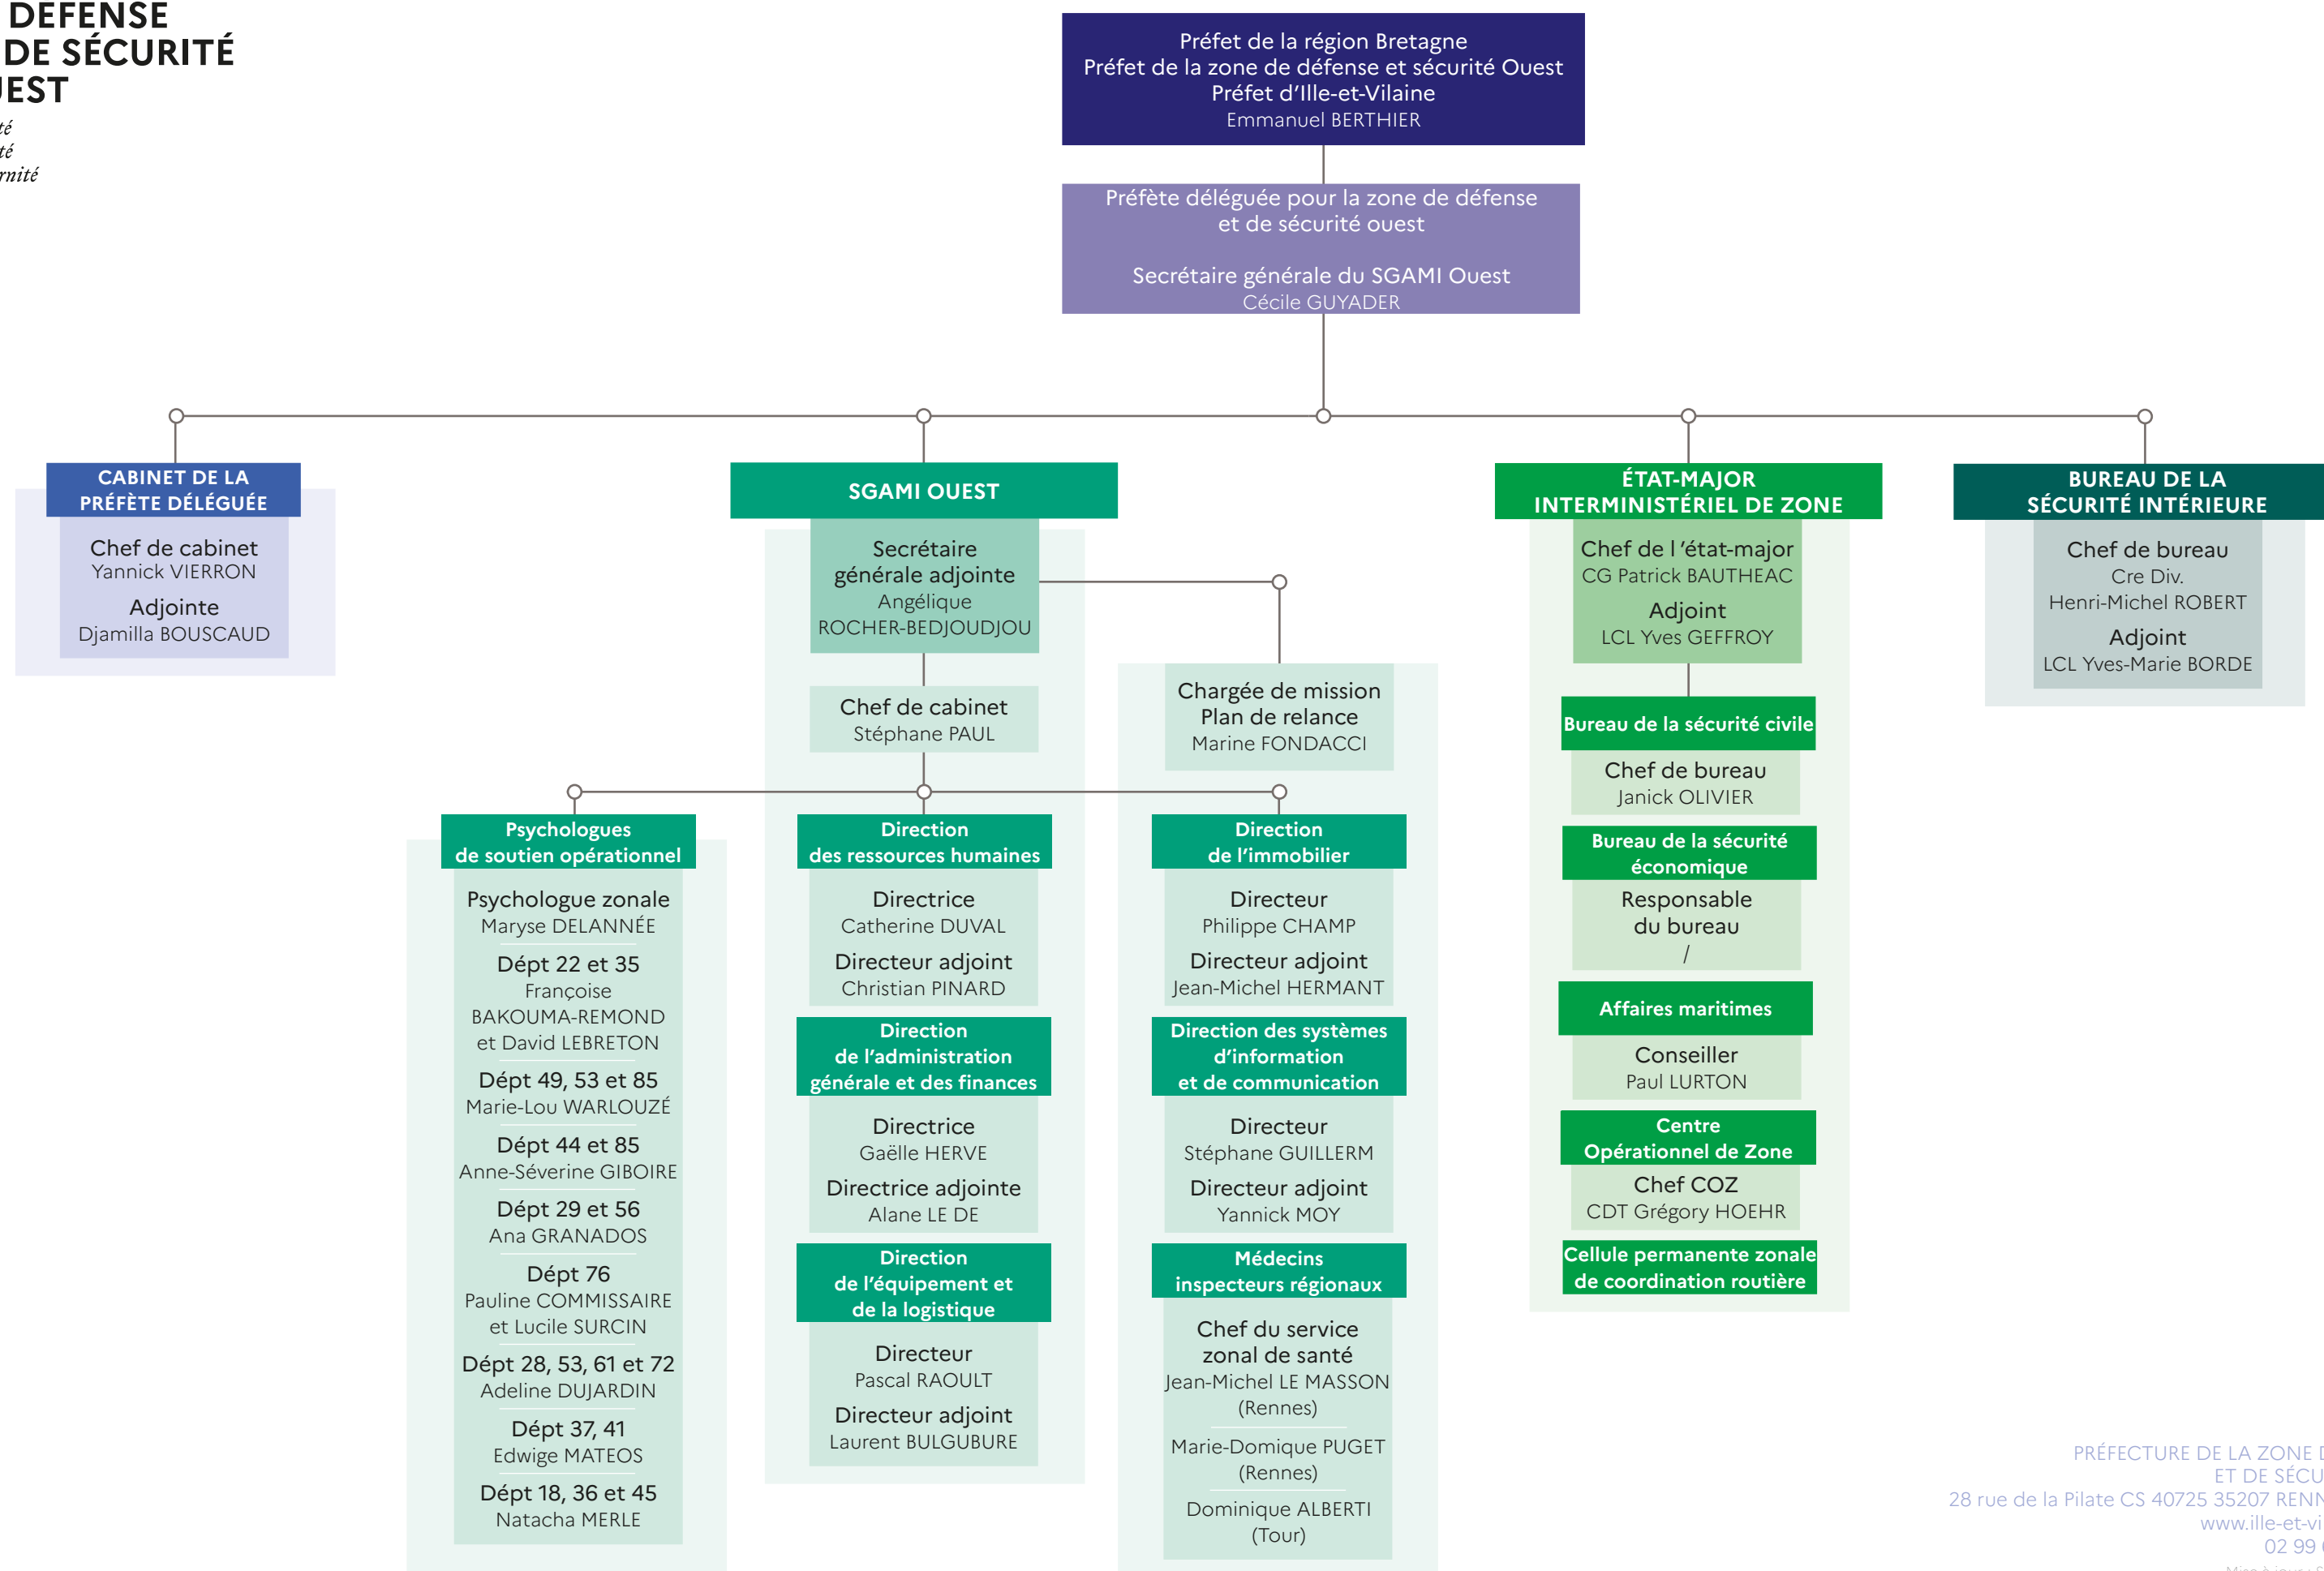 DEFENSE
DE SÉCURITÉ
Préfet de la région Bretagne
Préfet de la zone de défense et sécurité Ouest
Préfet d’Ille-et-Vilaine
Emmanuel BERTHIER
Préfète déléguée pour la zone de défense
et de sécurité ouest
Secrétaire générale du SGAMI Ouest
Cécile GUYADER
CABINET DE LA
PRÉFÈTE DÉLÉGUÉE
Chef de cabinet
Yannick VIERRON
Adjointe
Djamilla BOUSCAUD
SGAMI OUEST
Secrétaire
générale adjointe
Angélique
ROCHER-BEDJOUDJOU
Chef de cabinet
Stéphane PAUL
Chargée de mission
Plan de relance
Marine FONDACCI
Psychologues
de soutien opérationnel
Psychologue zonale
Maryse DELANNÉE
Dépt 22 et 35
Françoise
BAKOUMA-REMOND
et David LEBRETON
Dépt 49, 53 et 85
Marie-Lou WARLOUZÉ
Dépt 44 et 85
Anne-Séverine GIBOIRE
Dépt 29 et 56
Ana GRANADOS
Dépt 76
Pauline COMMISSAIRE
et Lucile SURCIN
Dépt 28, 53, 61 et 72
Adeline DUJARDIN
Dépt 37, 41
Edwige MATEOS
Dépt 18, 36 et 45
Natacha MERLE
Direction
des ressources humaines
Directrice
Catherine DUVAL
Directeur adjoint
Christian PINARD
Direction
de l’administration
générale et des finances
Directrice
Gaëlle HERVE
Directrice adjointe
Alane LE DE
Direction
de l’équipement et
de la logistique
Directeur
Pascal RAOULT
Directeur adjoint
Laurent BULGUBURE
Direction
de l’immobilier
Directeur
Philippe CHAMP
Directeur adjoint
Jean-Michel HERMANT
Direction des systèmes
d’information
et de communication
Directeur
Stéphane GUILLERM
Directeur adjoint
Yannick MOY
Médecins
inspecteurs régionaux
Chef du service
zonal de santé
Jean-Michel LE MASSON
(Rennes)
Marie-Domique PUGET
(Rennes)
Dominique ALBERTI
(Tour)
ÉTAT-MAJOR
INTERMINISTÉRIEL DE ZONE
Chef de l ’état-major
CG Patrick BAUTHEAC
Adjoint
LCL Yves GEFFROY
Bureau de la sécurité civile
Chef de bureau
Janick OLIVIER
Bureau de la sécurité
économique
Responsable
du bureau
/
Affaires maritimes
Conseiller
Paul LURTON
Centre
Opérationnel de Zone
Chef COZ
CDT Grégory HOEHR
Cellule permanente zonale
de coordination routière
BUREAU DE LA
SÉCURITÉ INTÉRIEURE
Chef de bureau
Cre Div.
Henri-Michel ROBERT
Adjoint
LCL Yves-Marie BORDE
PRÉFECTURE DE LA ZONE
ET DE
28 rue de la Pilate CS 40725 35207
02 99